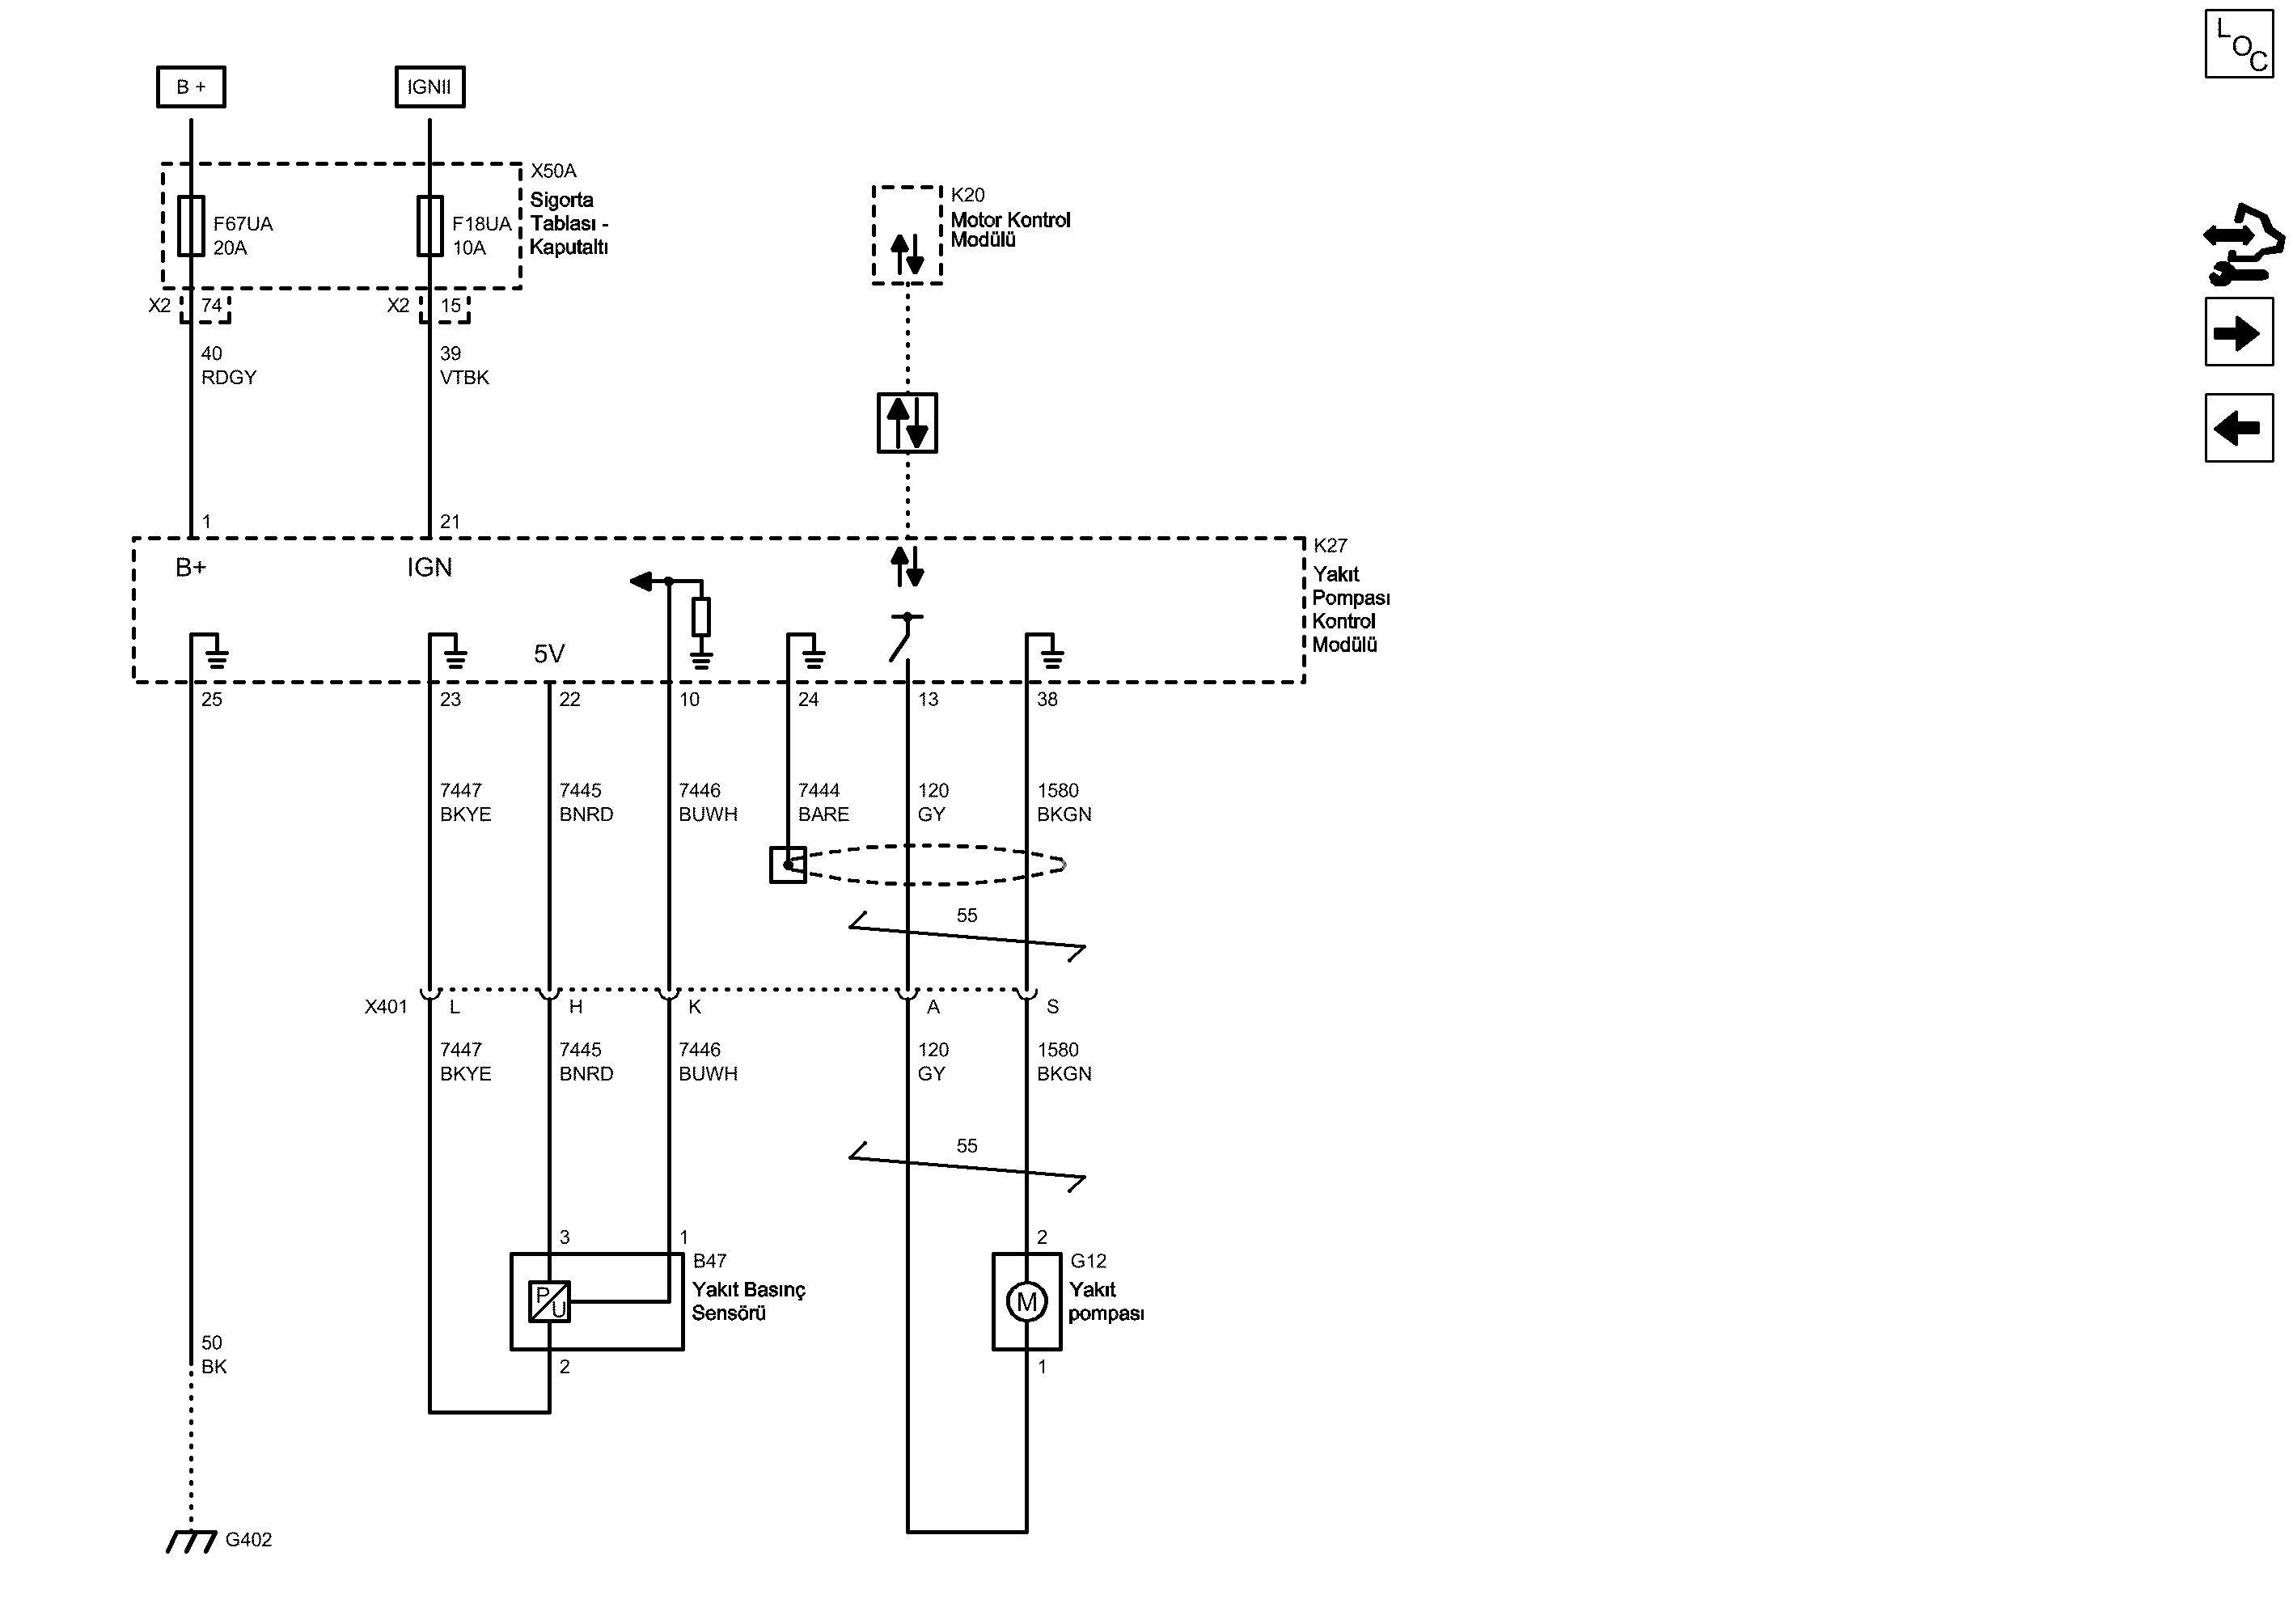 L
O
C
B +
IGNII
X50A
Sigorta
Tablası -
Kaputaltı
F67UA
20A
F18UA
10A
K20
Motor Kontrol
Modülü
X2
74
X2
15
40
RDGY
39
VTBK
1
21
B+
IGN
K27
Yakıt
Pompası
Kontrol
Modülü
5V
25
23
22
10
24
13
38
7447
BKYE
7445
BNRD
7446
BUWH
7444
BARE
120
GY
1580
BKGN
55
X401
L
H
K
A
S
7447
BKYE
7445
BNRD
7446
BUWH
120
GY
1580
BKGN
55
3
1
2
B47
Yakıt Basınç
Sensörü
P
U
G12
Yakıt
pompası
M
50
BK
2
1
G402